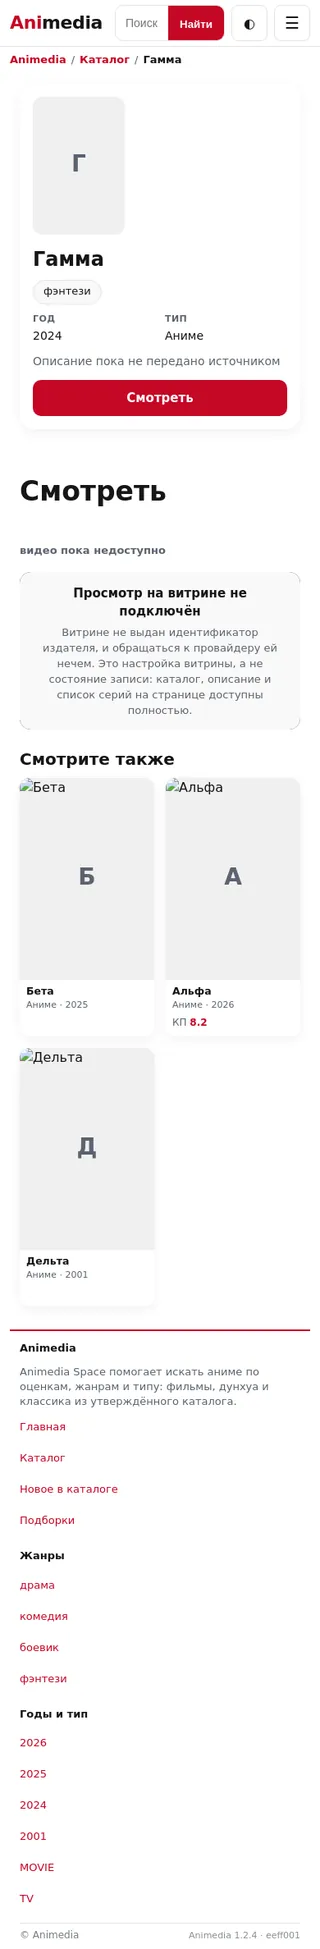 Animedia
Поиск
Найти
Animedia / Каталог / Гамма
Г
Гамма
фэнтези
ГОД ТИП
2024 Аниме
Описание пока не передано источником
Смотреть
Смотреть
видео пока недоступно
Просмотр на витрине не
подключён
Витрине не выдан идентификатор
издателя, и обращаться к провайдеру ей
нечем. Это настройка витрины, а не
состояние записи: каталог, описание и
список серий на странице доступны
полностью.
Смотрите также
Бета
Б
Бета
Аниме · 2025
Альфа
А
Альфа
Аниме · 2026
КП 8.2
Дельта
Д
Дельта
Аниме · 2001
Animedia
Animedia Space помогает искать аниме по
оценкам, жанрам и типу: фильмы, дунхуа и
классика из утверждённого каталога.
Главная
Каталог
Новое в каталоге
Подборки
Жанры
драма
комедия
боевик
фэнтези
Годы и тип
2026
2025
2024
2001
MOVIE
TV
© Animedia
Animedia 1.2.4 · eeff001